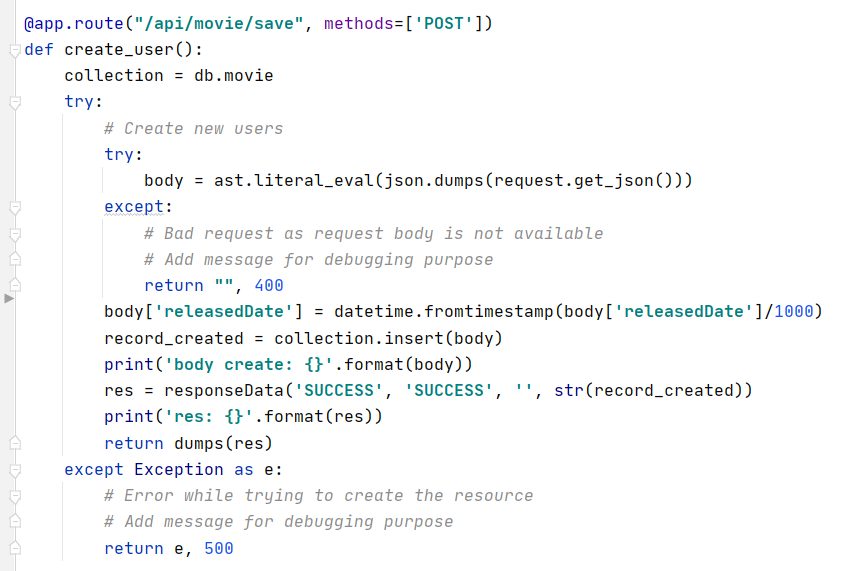 @app.route("/api/movie/save", methods=['POST'])
def create_user():
    collection = db.movie
    try:
        # Create new users
        try:
            body = ast.literal_eval(json.dumps(request.get_json()))
        except:
            # Bad request as request body is not available
            # Add message for debugging purpose
            return "", 400
        body['releasedDate'] = datetime.fromtimestamp(body['releasedDate']/1000)
        record_created = collection.insert(body)
        print('body create: {}'.format(body))
        res = responseData('SUCCESS', 'SUCCESS', '', str(record_created))
        print('res: {}'.format(res))
        return dumps(res)
    except Exception as e:
        # Error while trying to create the resource
        # Add message for debugging purpose
        return e, 500